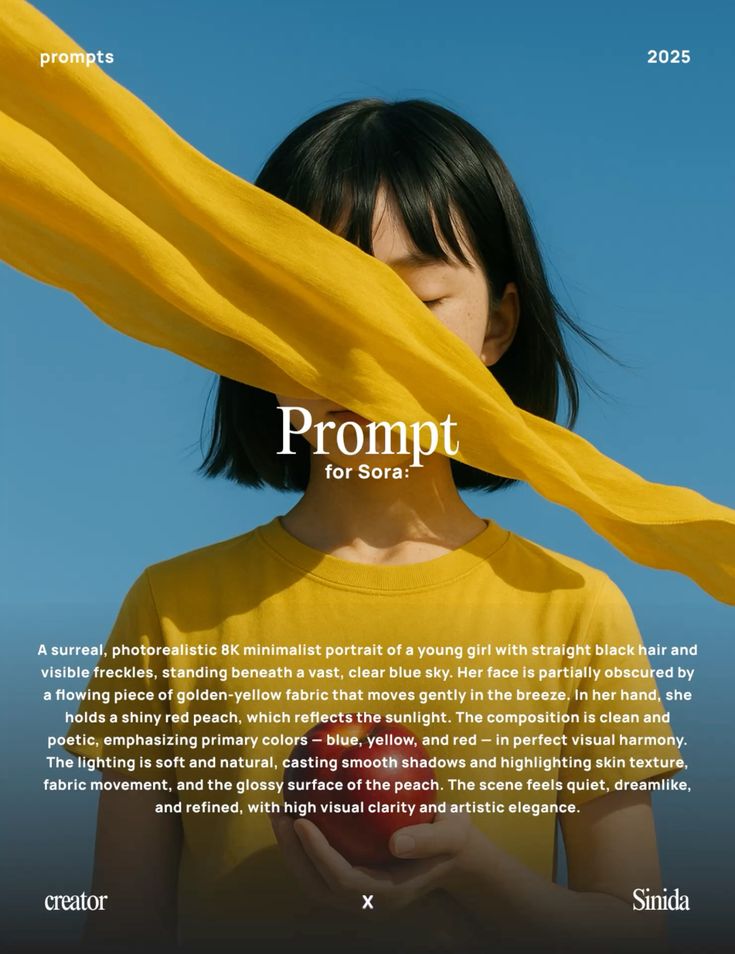 prompts
2025
Prompt
for Sora:
A surreal, photorealistic 8K minimalist portrait of a young girl with straight black hair and
visible freckles, standing beneath a vast, clear blue sky. Her face is partially obscured by
a flowing piece of golden-yellow fabric that moves gently in the breeze. In her hand, she
holds a shiny red peach, which reflects the sunlight. The composition is clean and
poetic, emphasizing primary colors — blue, yellow, and red — in perfect visual harmony.
The lighting is soft and natural, casting smooth shadows and highlighting skin texture,
fabric movement, and the glossy surface of the peach. The scene feels quiet, dreamlike,
and refined, with high visual clarity and artistic elegance.
creator
X
Sinida